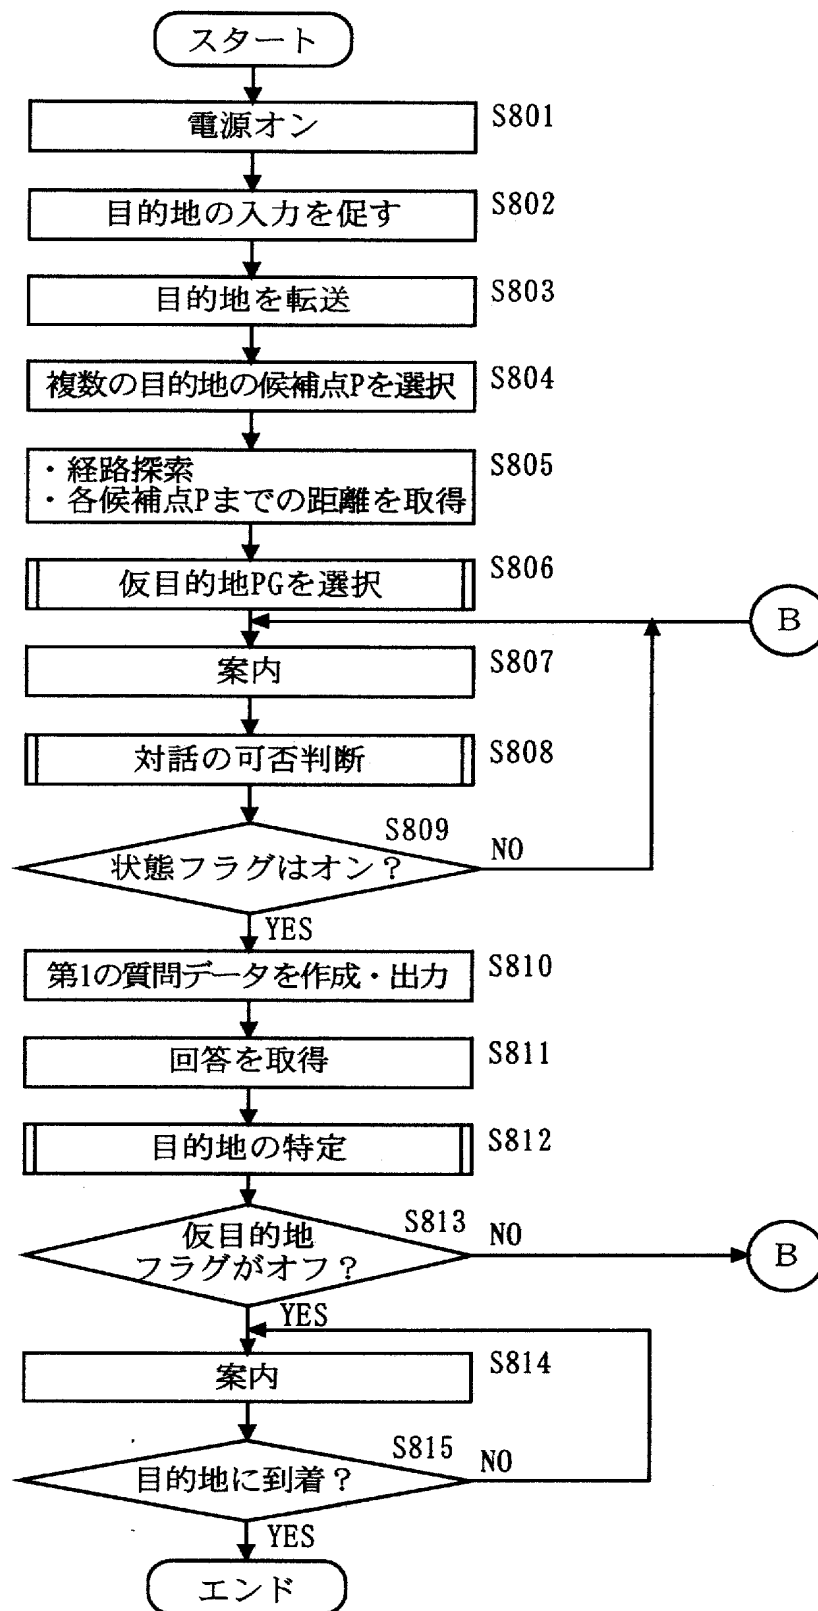 スタート
電源オン
S801
目的地の入力を促す
S802
目的地を転送
S803
複数の目的地の候補点Pを選択
S804
・経路探索
・各候補点Pまでの距離を取得
S805
仮目的地PGを選択
S806
B
案内
S807
対話の可否判断
S808
状態フラグはオン？
S809
NO
YES
第1の質問データを作成・出力
S810
回答を取得
S811
目的地の特定
S812
仮目的地
フラグがオフ？
S813
NO
B
YES
案内
S814
目的地に到着？
S815
NO
YES
エンド